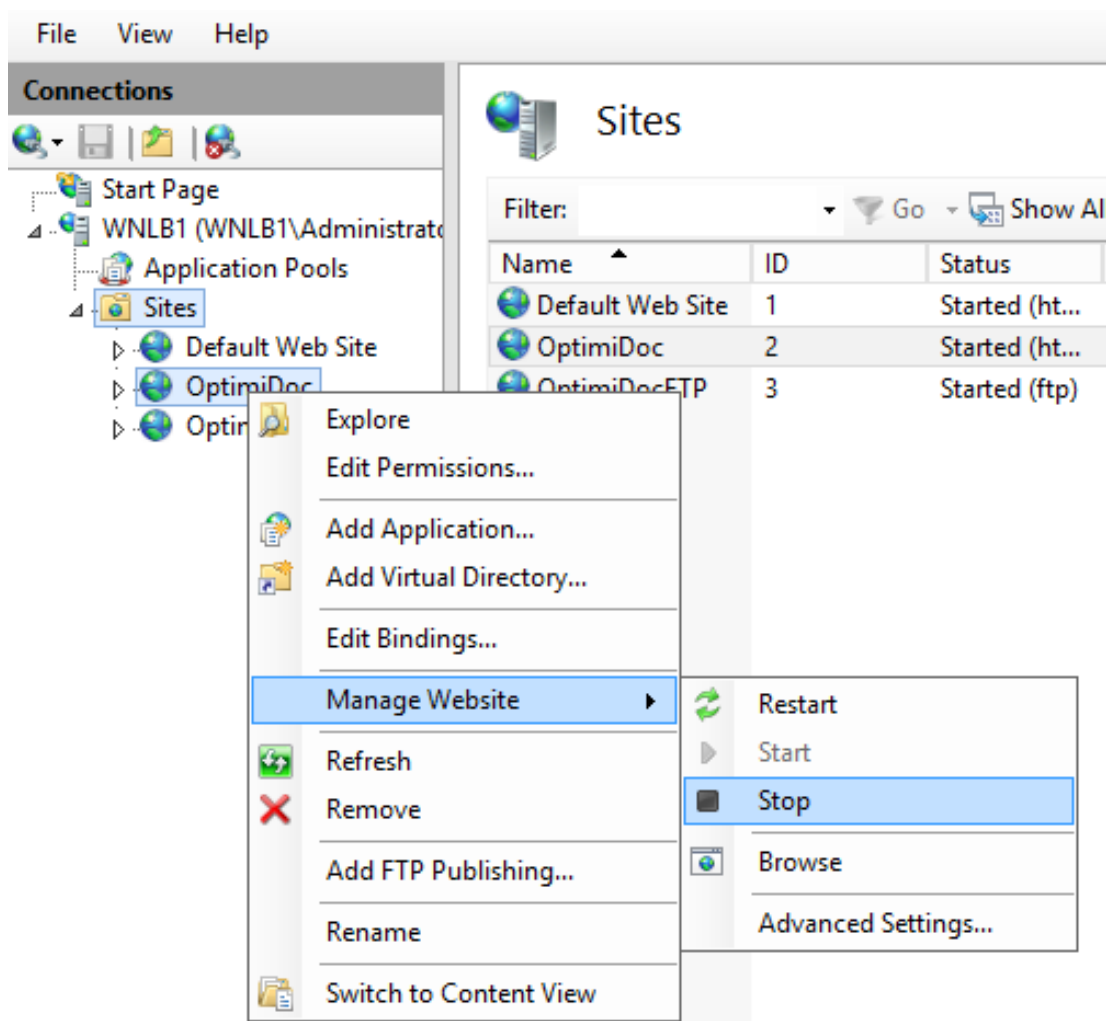 File View Help
Connections
Start Page
WNLB1 (WNLB1\Administrato
Application Pools
Sites
Default Web Site
OptimiDoc
Optim
Sites
Filter:
Go
Show Al
Name ID Status
Default Web Site 1 Started (ht...
OptimiDoc 2 Started (ht...
OptimiDocFTP 3 Started (ftp)
Explore
Edit Permissions...
Add Application...
Add Virtual Directory...
Edit Bindings...
Manage Website
Refresh
Remove
Add FTP Publishing...
Rename
Switch to Content View
Restart
Start
Stop
Browse
Advanced Settings...